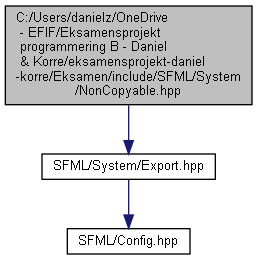 C:/Users/danielz/OneDrive
- EFIF/Eksamensprojekt
programmering B - Daniel
& Korre/eksamensprojekt-daniel
-korre/Eksamen/include/SFML/System
/NonCopyable.hpp
SFML/System/Export.hpp
SFML/Config.hpp